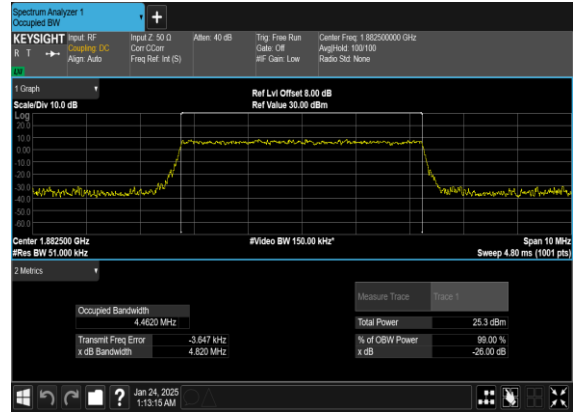 Spectrum Analyzer 1
Occupied BW
+
KEYSIGHT Input: RF Input Z: 50 Ω Atten: 40 dB Trig: Free Run Center Freq: 1.882500000 GHz
R T Coupling: DC Corr CCorr Gate: Off Avg|Hold: 100/100
Align: Auto Freq Ref: Int (S) #IF Gain: Low Radio Std: None
LM
1 Graph
Ref Lvl Offset 8.00 dB
Scale/Div 10.0 dB Ref Value 30.00 dBm
Log
20.0
10.0
0.00
-10.0
-20.0
-30.0
-40.0
-50.0
-60.0
Center 1.882500 GHz #Video BW 150.00 kHz* Span 10 MHz
#Res BW 51.000 kHz Sweep 4.80 ms (1001 pts)
2 Metrics
Measure Trace Trace 1
Occupied Bandwidth
4.4620 MHz Total Power 25.3 dBm
Transmit Freq Error -3.647 kHz % of OBW Power 99.00 %
x dB Bandwidth 4.820 MHz x dB -26.00 dB
? Jan 24, 2025
1:13:15 AM